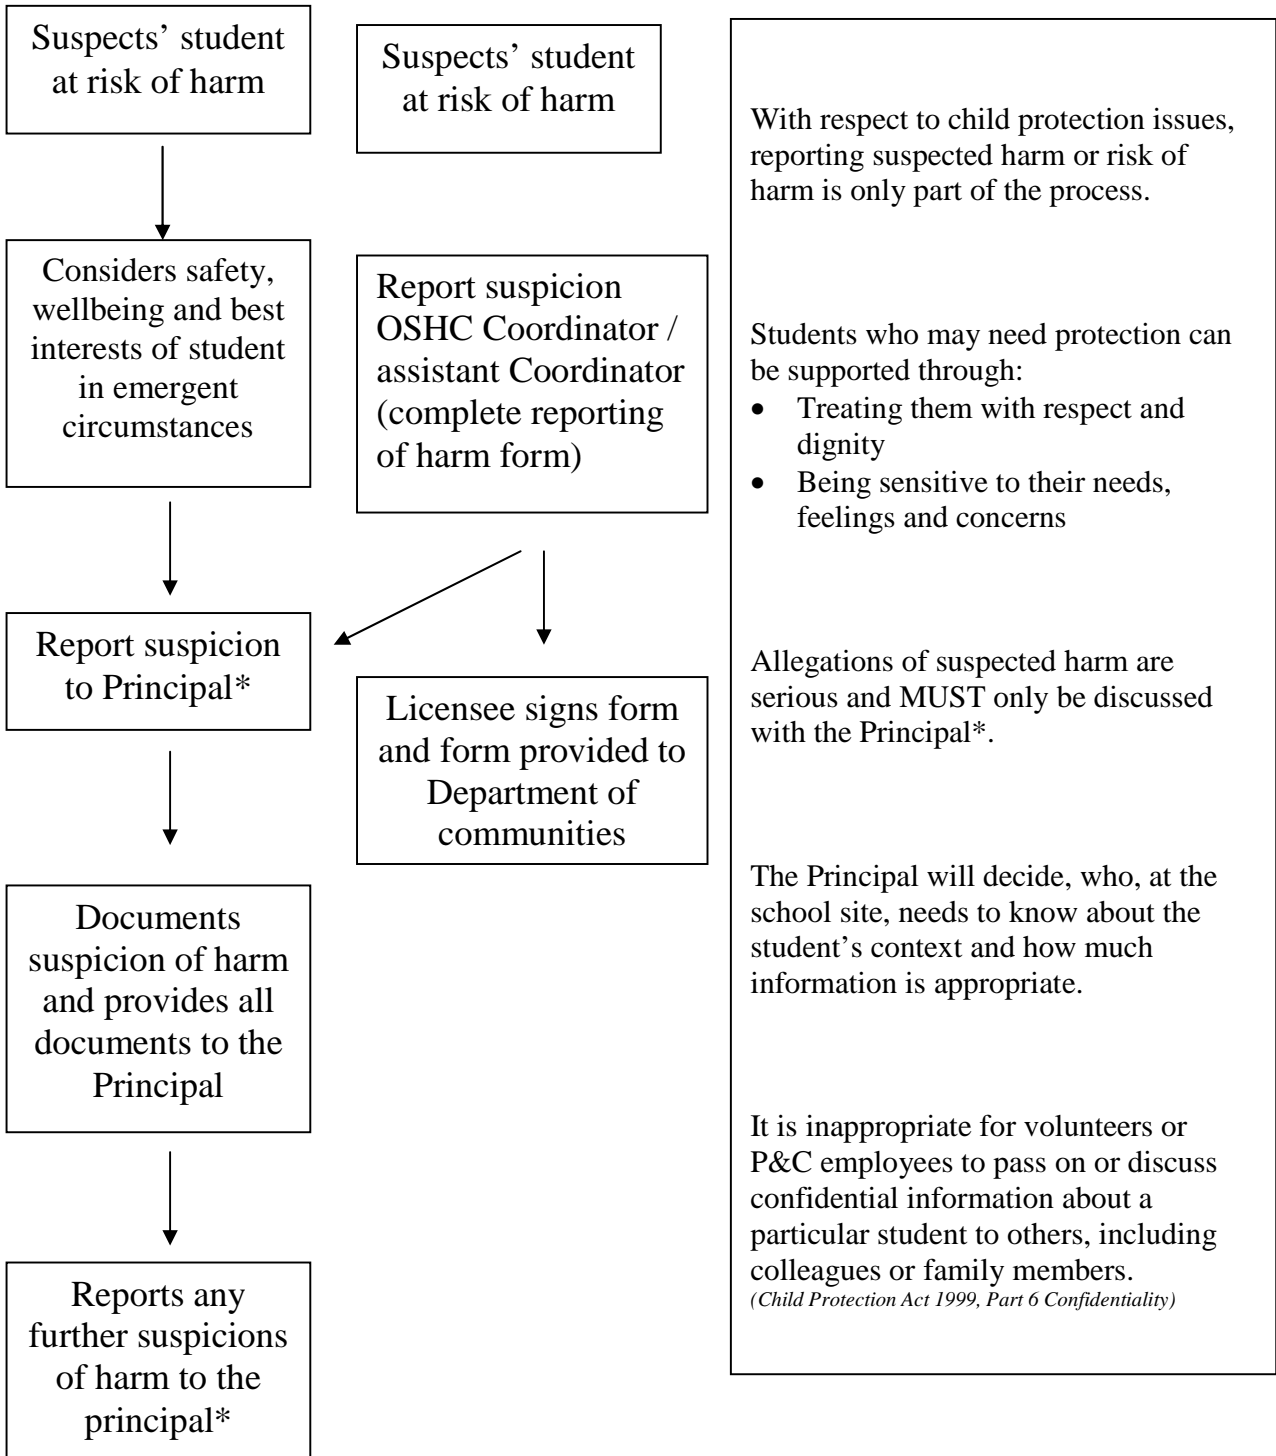 Suspects’ student
at risk of harm
Considers safety,
wellbeing and best
interests of student
in emergent
circumstances
Report suspicion
to Principal*
Documents
suspicion of harm
and provides all
documents to the
Principal
Reports any
further suspicions
of harm to the
principal*
Suspects’ student
at risk of harm
Report suspicion
OSHC Coordinator /
assistant Coordinator
(complete reporting
of harm form)
Licensee signs form
and form provided to
Department of
communities
With respect to child protection issues,
reporting suspected harm or risk of
harm is only part of the process.
Students who may need protection can
be supported through:
• Treating them with respect and
dignity
• Being sensitive to their needs,
feelings and concerns
Allegations of suspected harm are
serious and MUST only be discussed
with the Principal*.
The Principal will decide, who, at the
school site, needs to know about the
student’s context and how much
information is appropriate.
It is inappropriate for volunteers or
P&C employees to pass on or discuss
confidential information about a
particular student to others, including
colleagues or family members.
(Child Protection Act 1999, Part 6 Confidentiality)